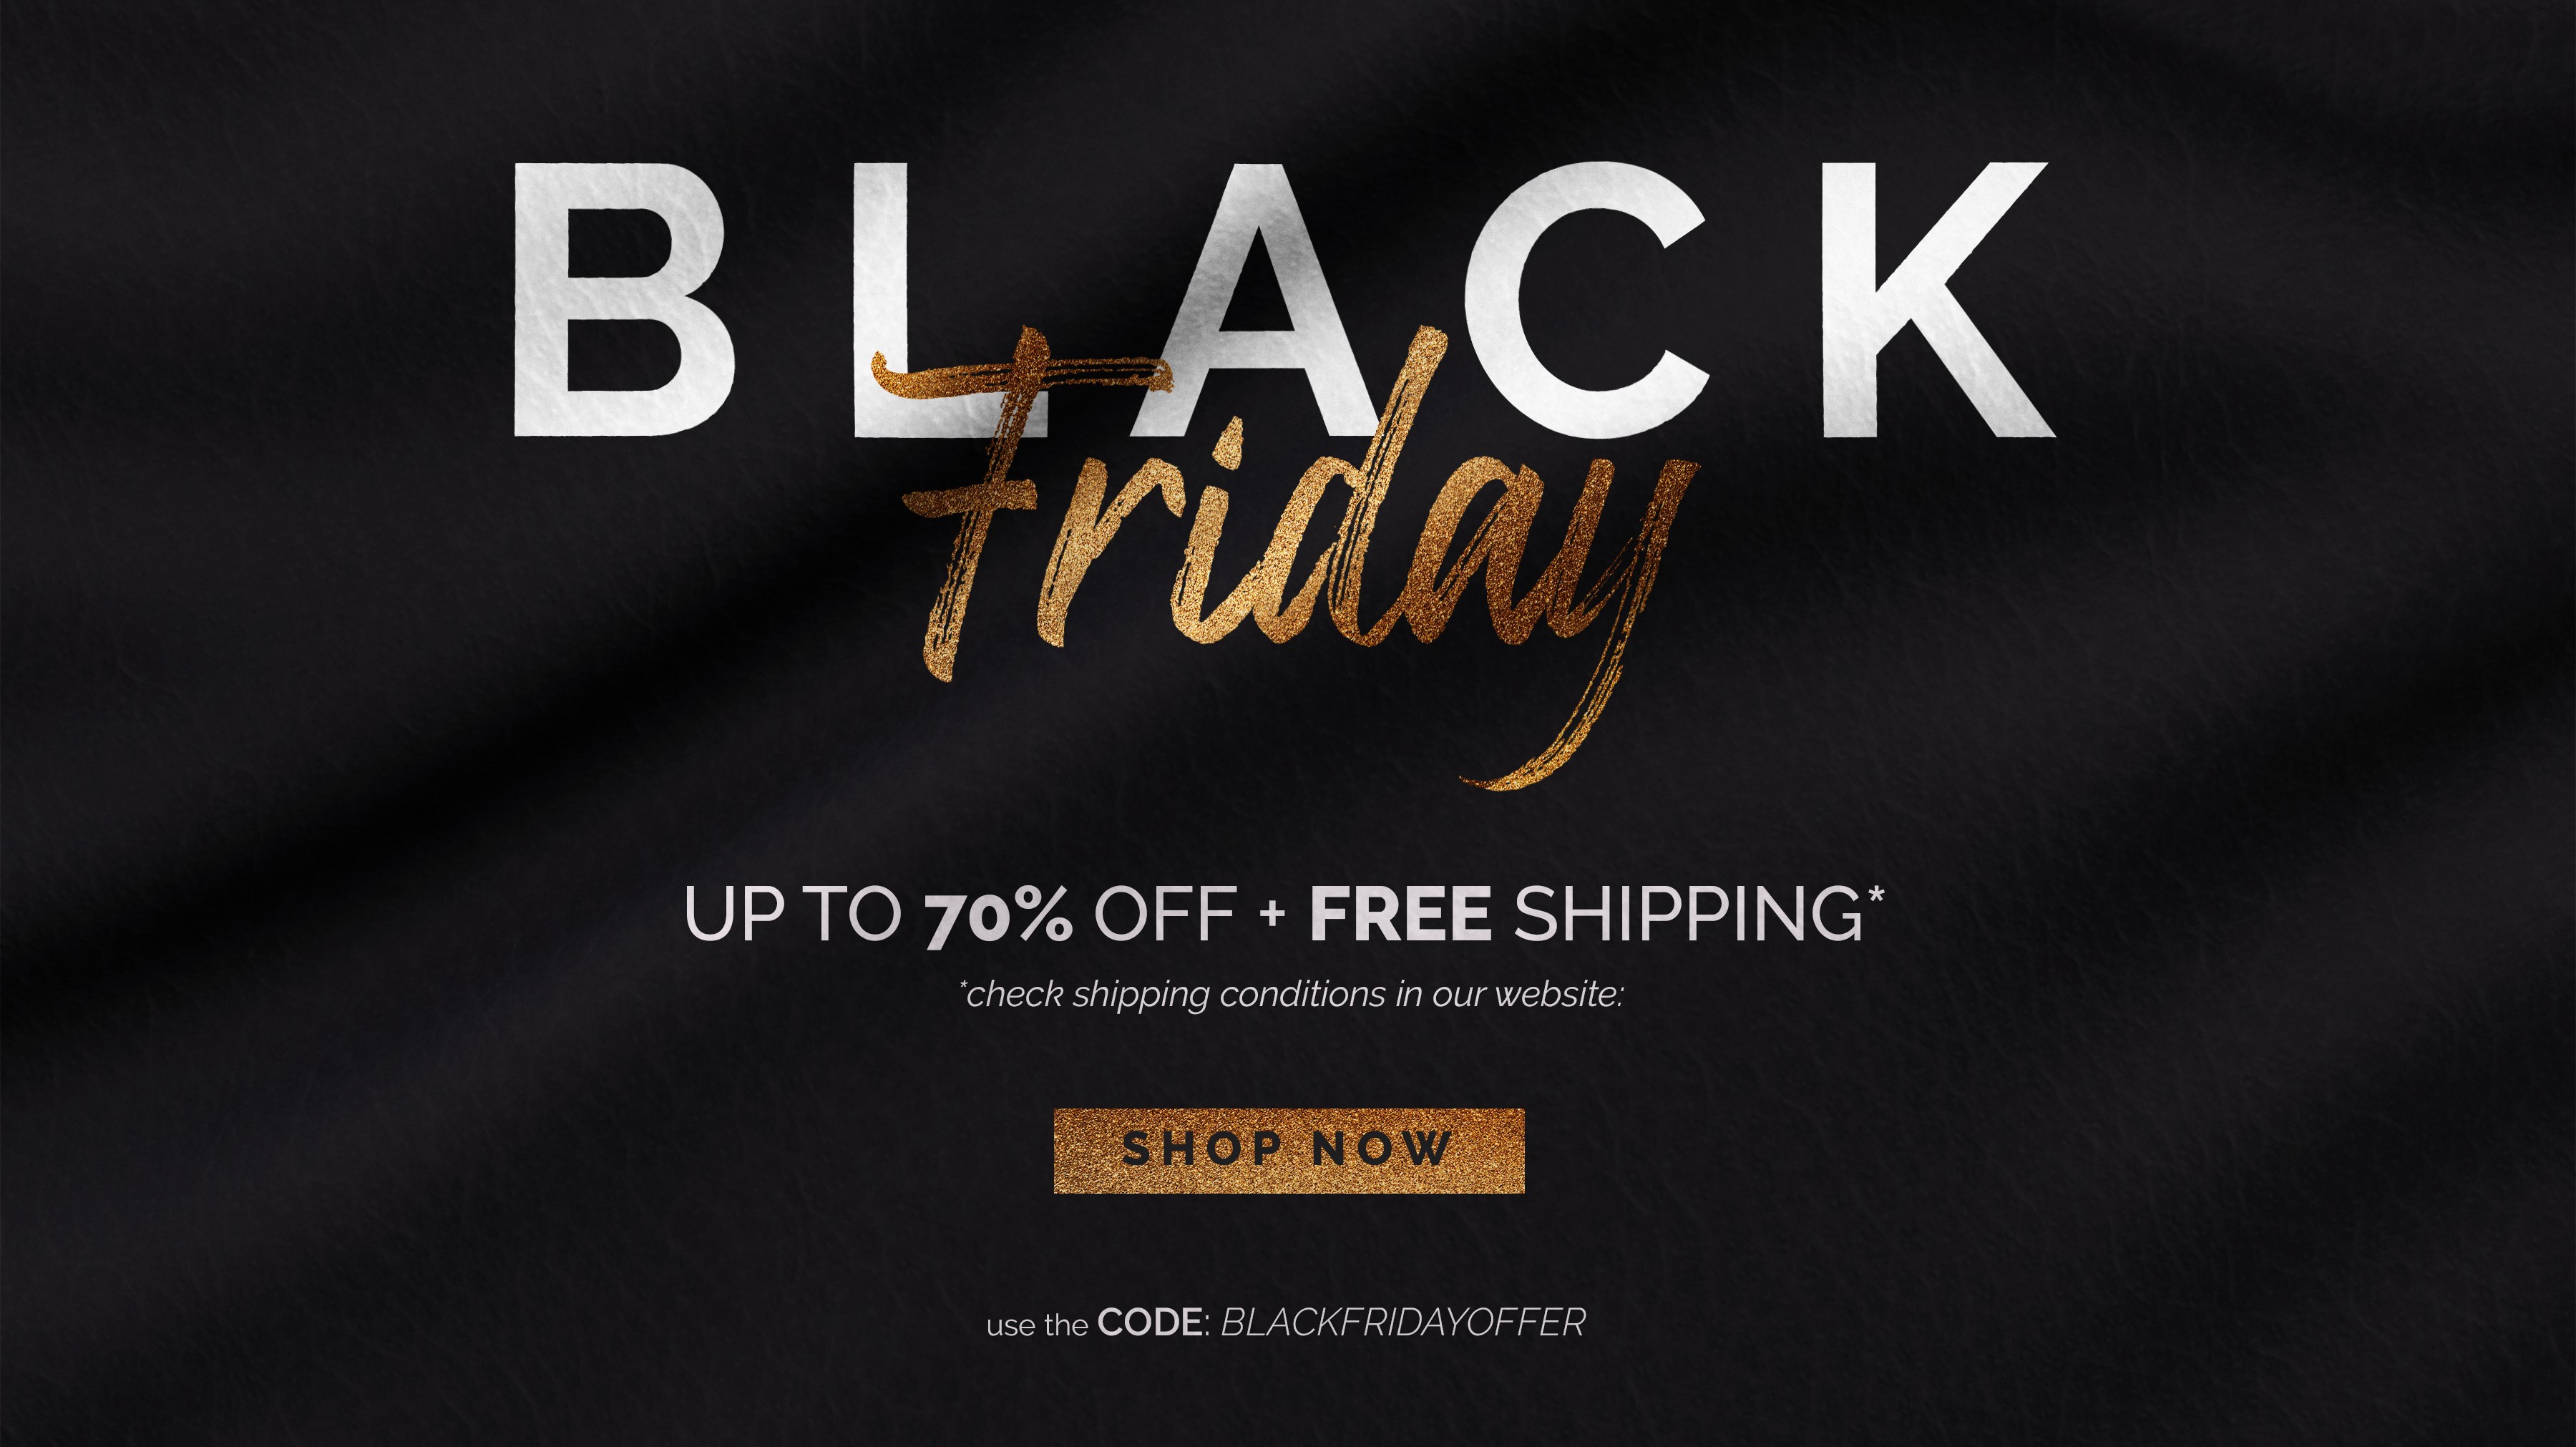 BLACK
Friday
UP TO 70% OFF + FREE SHIPPING*
*check shipping conditions in our website:
SHOP NOW
use the CODE: BLACKFRIDAYOFFER